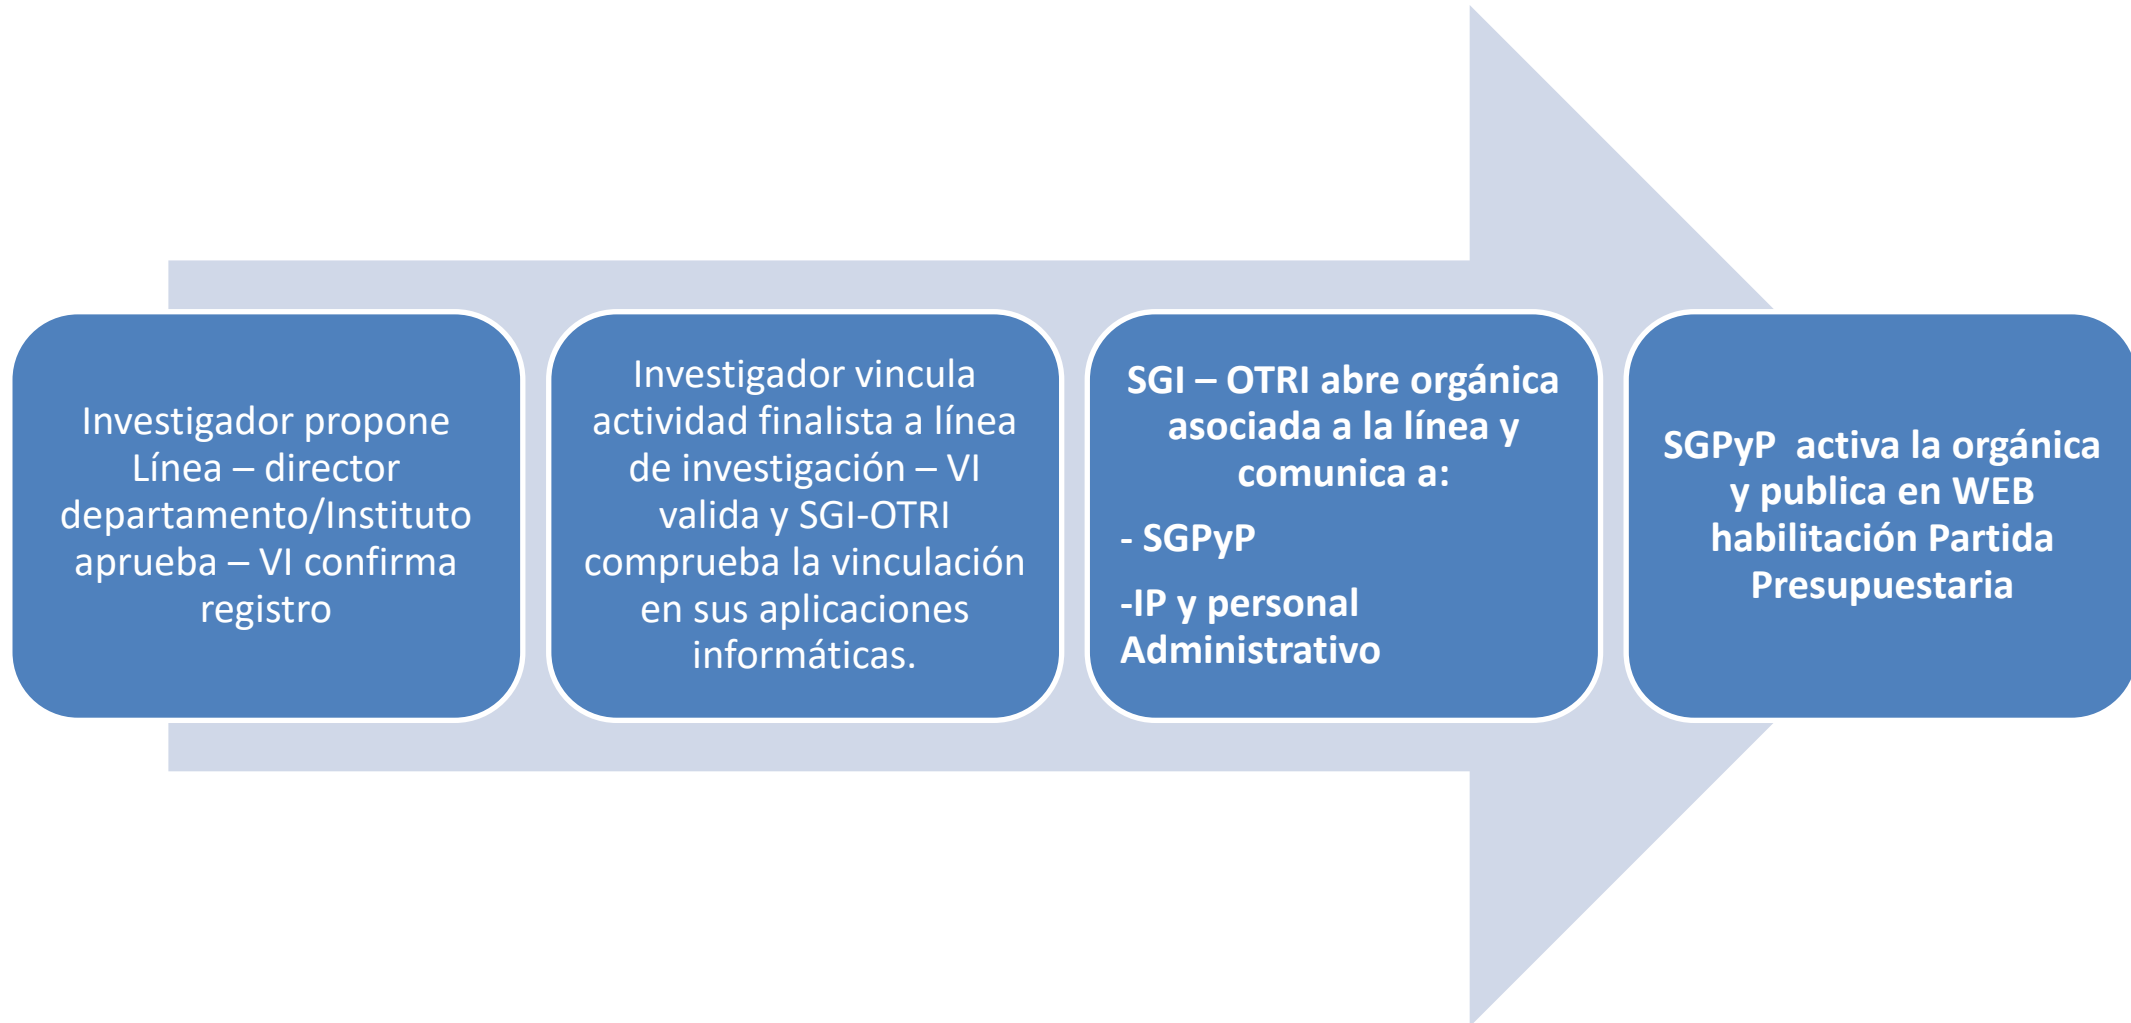 Investigador propone
Línea – director
departamento/Instituto
aprueba – VI confirma
registro
Investigador vincula
actividad finalista a línea
de investigación – VI
valida y SGI-OTRI
comprueba la vinculación
en sus aplicaciones
informáticas.
SGI – OTRI abre orgánica
asociada a la línea y
comunica a:
- SGPyP
-IP y personal
Administrativo
SGPyP activa la orgánica
y publica en WEB
habilitación Partida
Presupuestaria